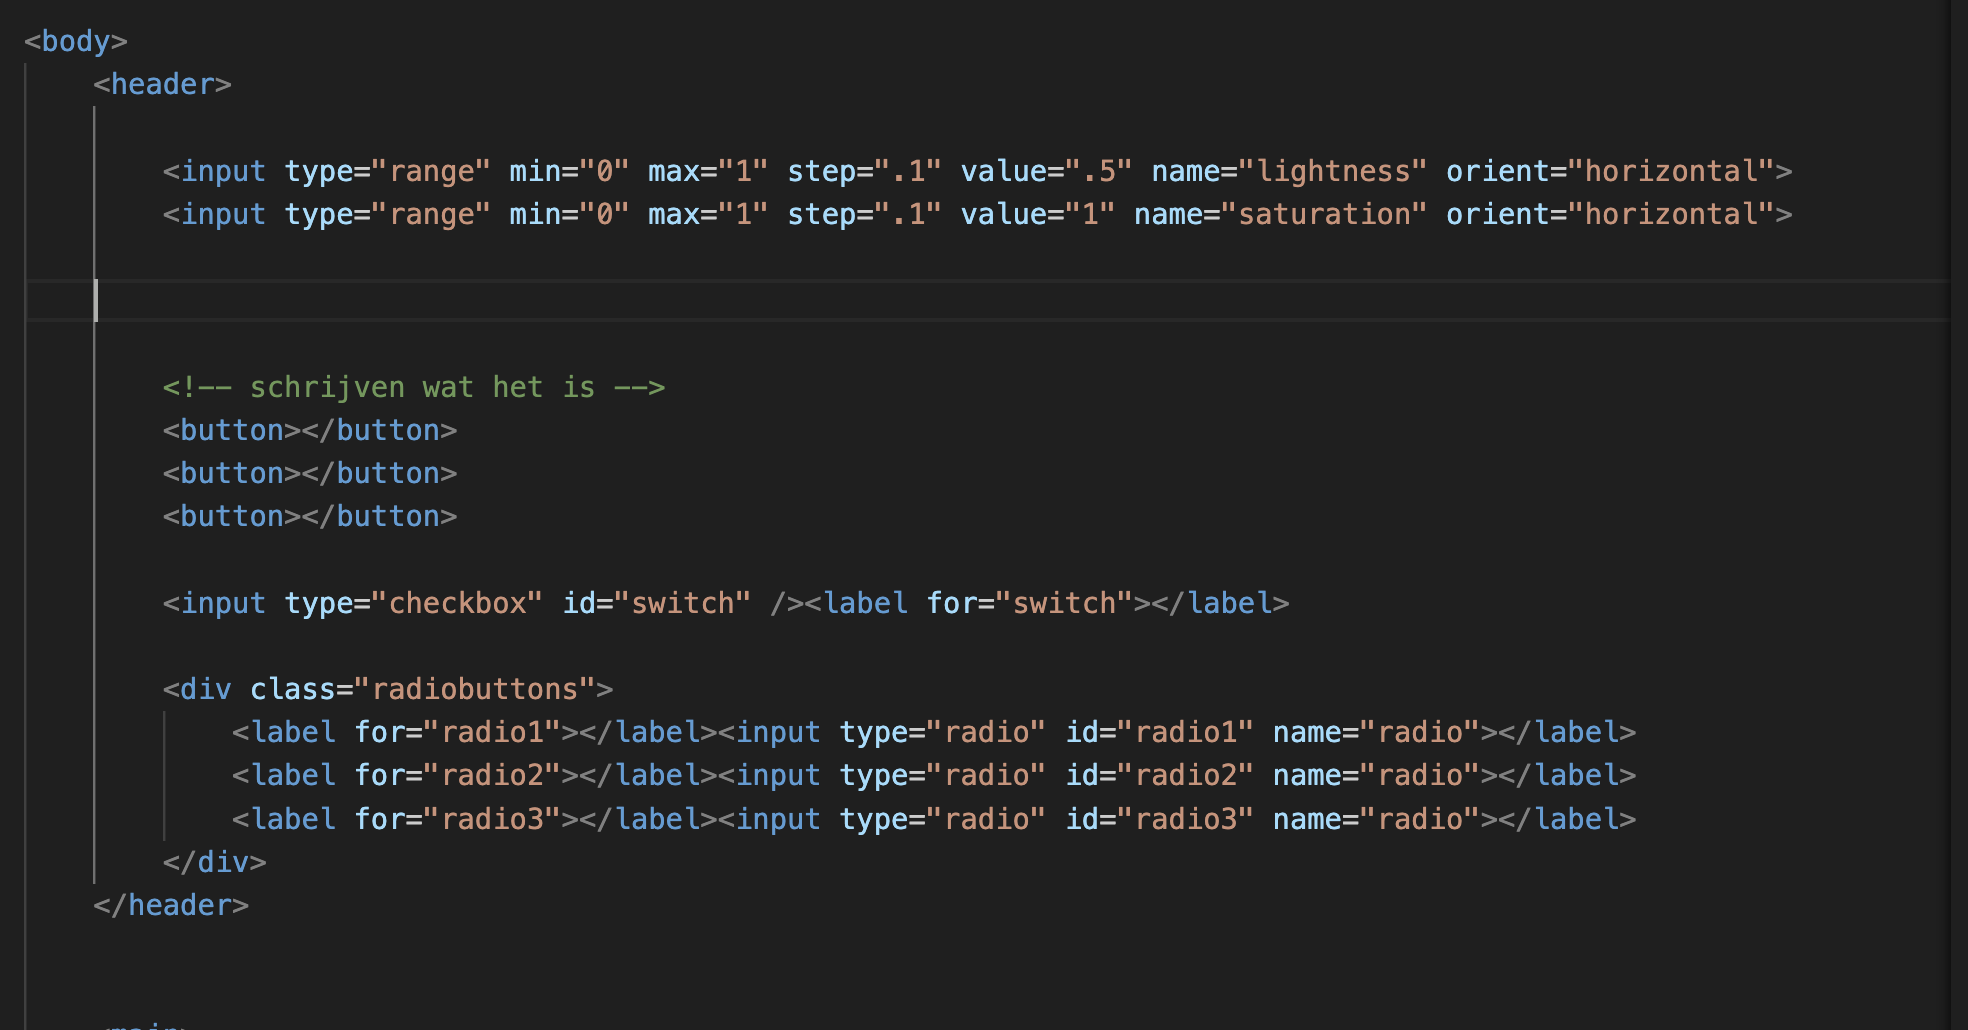 <body>
<header>
<input type="range" min="0" max="1" step=".1" value=".5" name="lightness" orient="horizontal">
<input type="range" min="0" max="1" step=".1" value="1" name="saturation" orient="horizontal">
<!-- schrijven wat het is -->
<button></button>
<button></button>
<button></button>
<input type="checkbox" id="switch" /><label for="switch"></label>
<div class="radiobuttons">
<label for="radio1"></label><input type="radio" id="radio1" name="radio"></label>
<label for="radio2"></label><input type="radio" id="radio2" name="radio"></label>
<label for="radio3"></label><input type="radio" id="radio3" name="radio"></label>
</div>
</header>